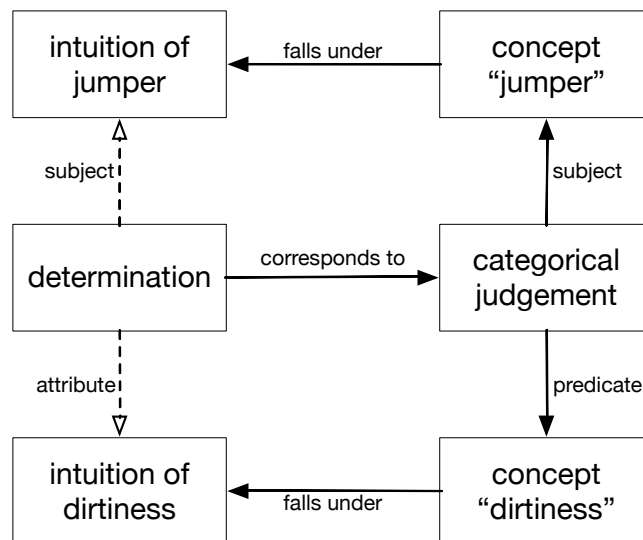 intuition of
jumper
falls under
concept
“jumper”
subject
subject
determination
corresponds to
categorical
judgement
attribute
predicate
intuition of
dirtiness
falls under
concept
“dirtiness”